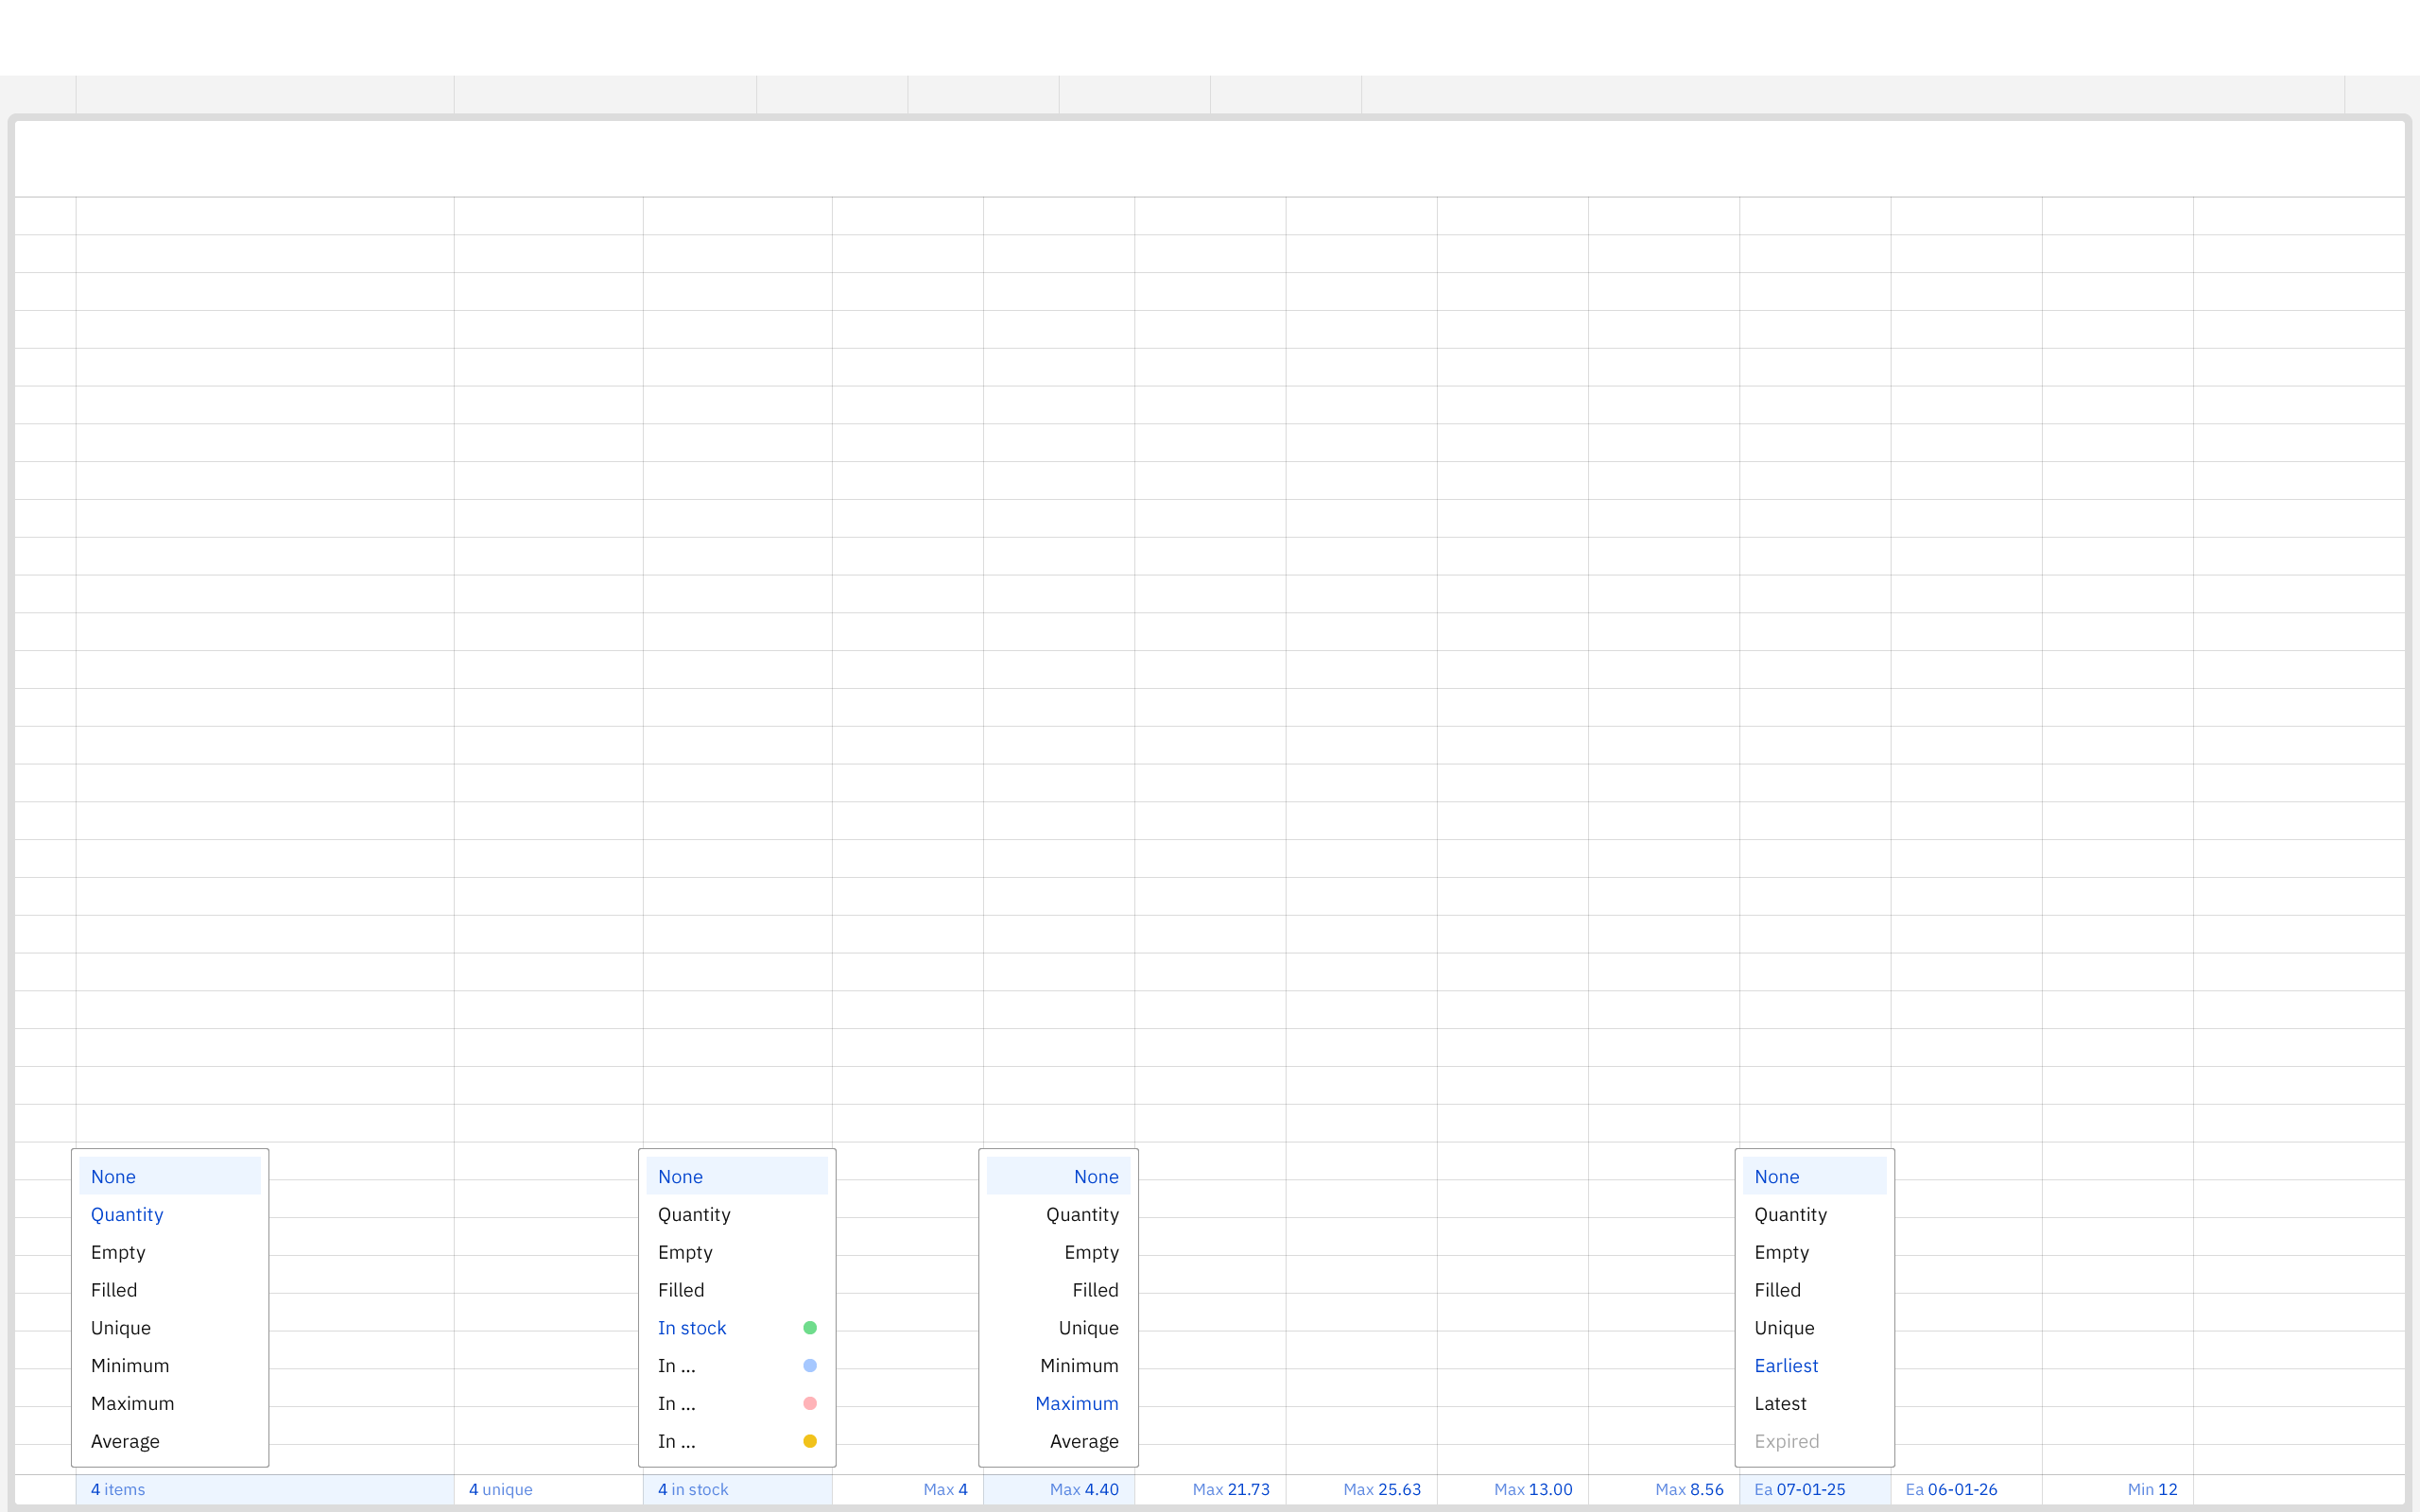 None
Quantity
Empty
Filled
Unique
Minimum
Maximum
Average
None
Quantity
Empty
Filled
In stock
In ...
In ...
In ...
None
Quantity
Empty
Filled
Unique
Minimum
Maximum
Average
None
Quantity
Empty
Filled
Unique
Earliest
Latest
Expired
4 items 4 unique 4 in stock Max 4 Max 4.40 Max 21.73 Max 25.63 Max 13.00 Max 8.56 Ea 07-01-25 Ea 06-01-26 Min 12